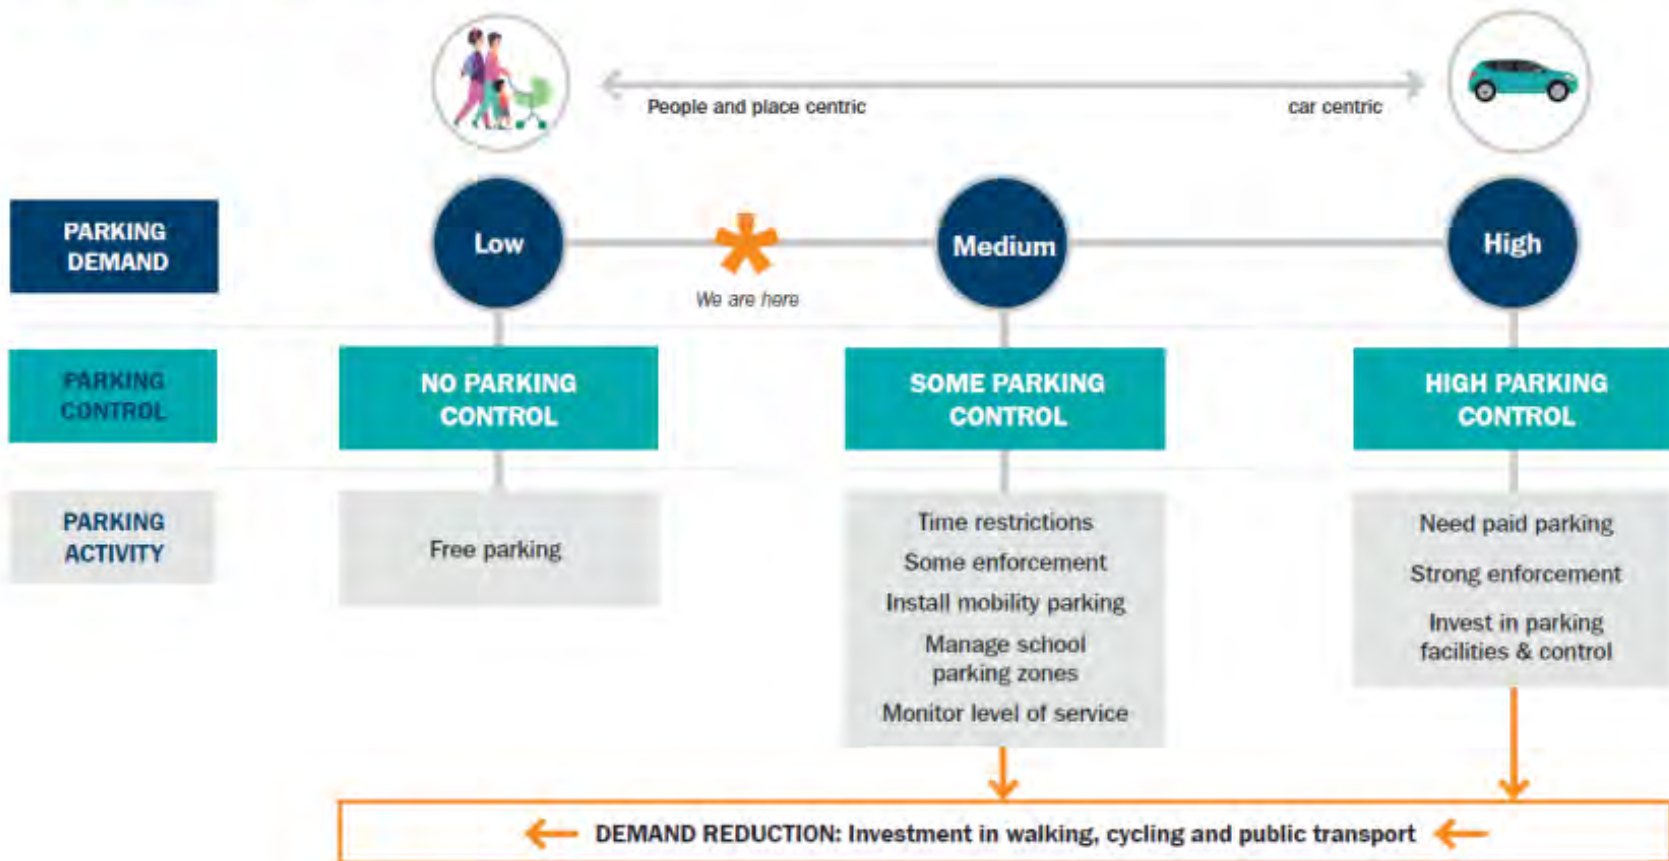 People and place centric
car centric
PARKING
DEMAND
Low
Medium
High
We are here
PARKING
CONTROL
NO PARKING
CONTROL
SOME PARKING
CONTROL
HIGH PARKING
CONTROL
PARKING
ACTIVITY
Free parking
Time restrictions
Some enforcement
Install mobility parking
Manage school
parking zones
Monitor level of service
Need paid parking
Strong enforcement
Invest in parking
facilities & control
DEMAND REDUCTION: Investment in walking, cycling and public transport